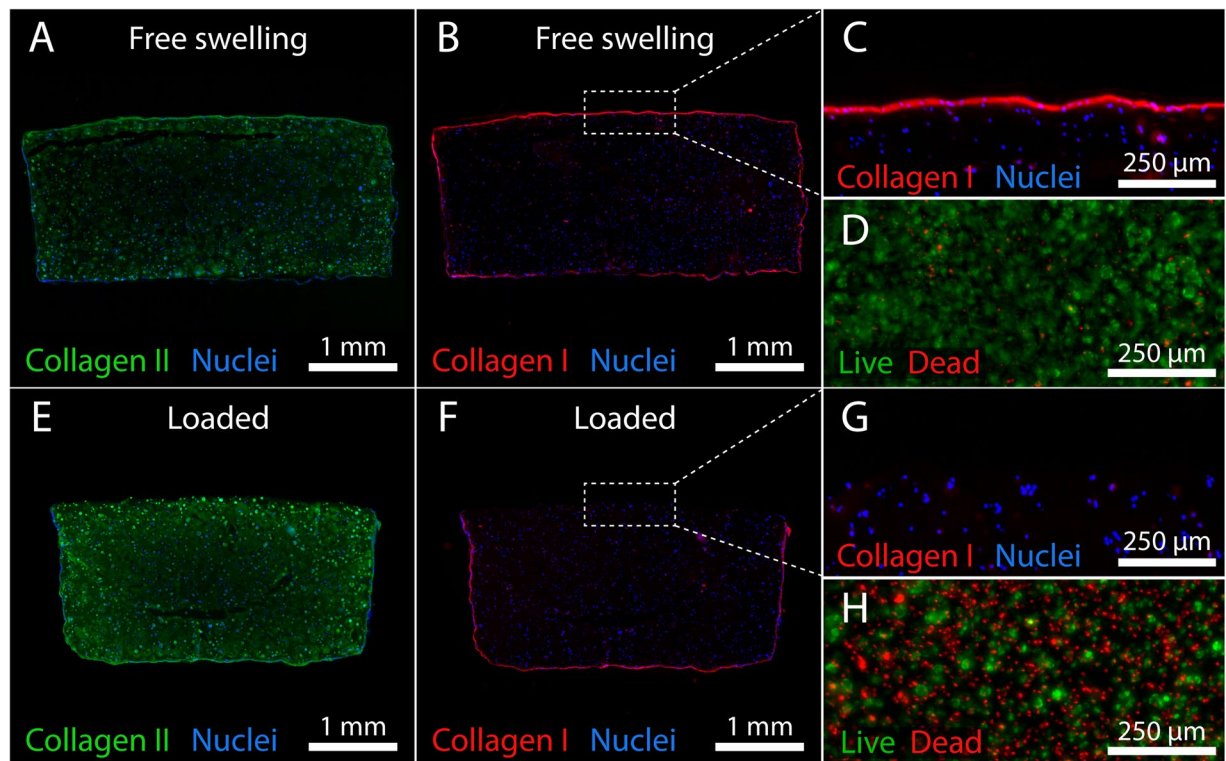 A
Free swelling
Collagen II Nuclei
1 mm
B
Free swelling
Collagen I Nuclei
1 mm
C
Collagen I Nuclei
250 µm
D
Live Dead
250 µm
E
Loaded
Collagen II Nuclei
1 mm
F
Loaded
Collagen I Nuclei
1 mm
G
Collagen I Nuclei
250 µm
H
Live Dead
250 µm